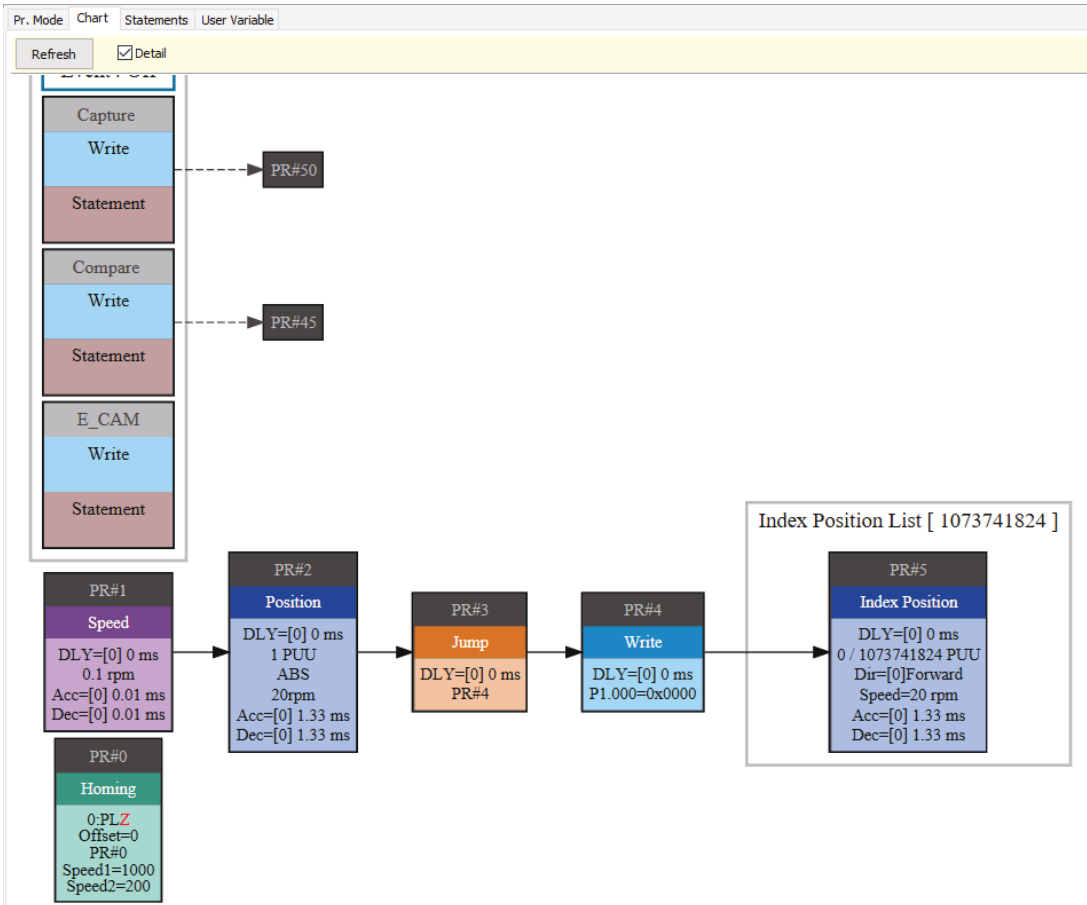 Pr. Mode Chart Statements User Variable
Refresh Detail
Capture
Write
Statement
PR#50
Compare
Write
Statement
PR#45
E_CAM
Write
Statement
PR#1
Speed
DLY=[0] 0 ms
0.1 rpm
Acc=[0] 0.01 ms
Dec=[0] 0.01 ms
PR#2
Position
DLY=[0] 0 ms
1 PUU
ABS
20rpm
Acc=[0] 1.33 ms
Dec=[0] 1.33 ms
PR#3
Jump
DLY=[0] 0 ms
PR#4
PR#4
Write
DLY=[0] 0 ms
P1.000=0x0000
Index Position List [ 1073741824 ]
PR#5
Index Position
DLY=[0] 0 ms
0 / 1073741824 PUU
Dir=[0]Forward
Speed=20 rpm
Acc=[0] 1.33 ms
Dec=[0] 1.33 ms
PR#0
Homing
0:PLZ
Offset=0
PR#0
Speed1=1000
Speed2=200